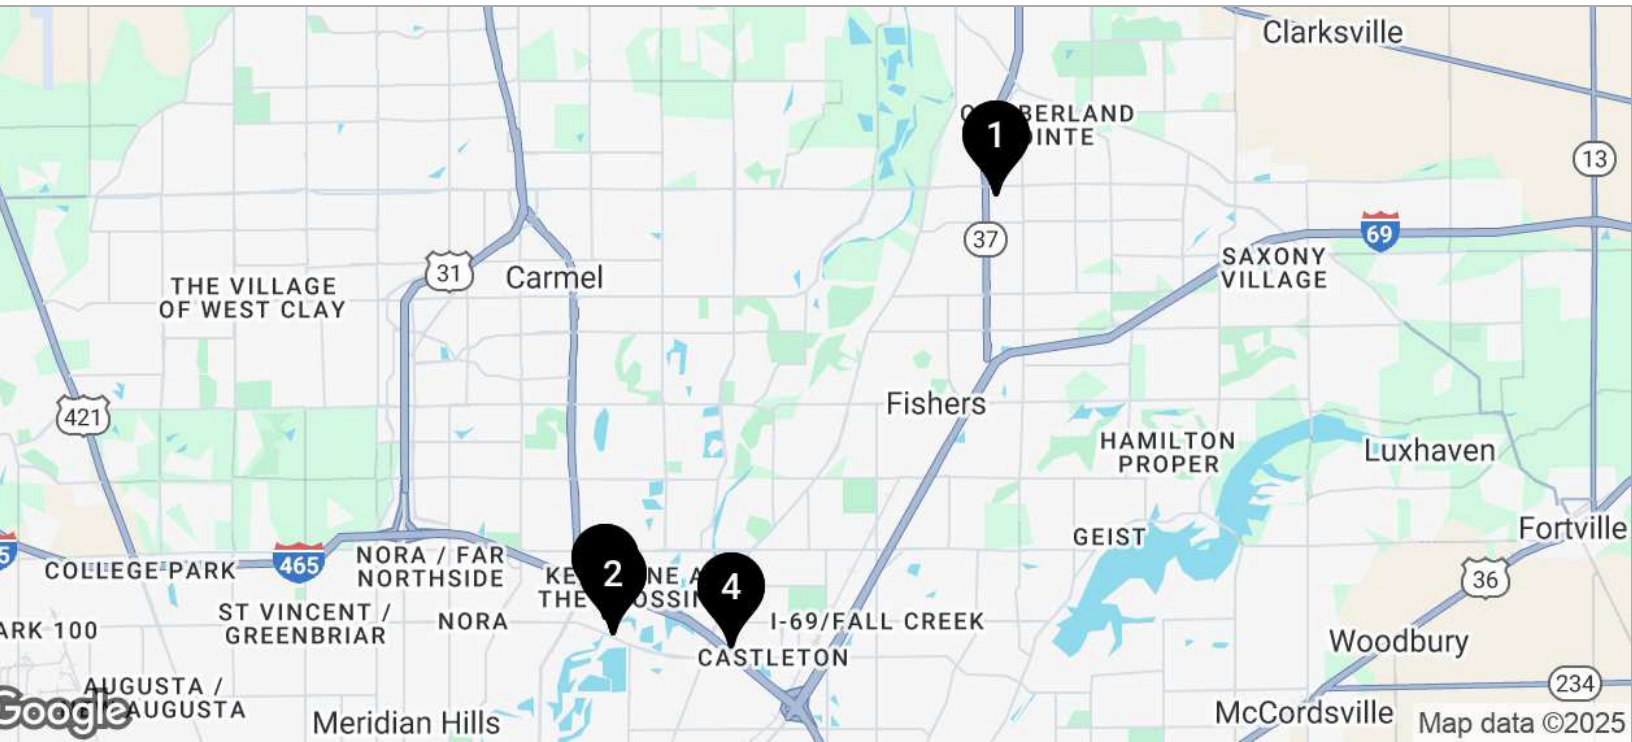 Clarksville
BERLAND
INTE
1
13
37
69
SAXONY
VILLAGE
31
Carmel
THE VILLAGE
OF WEST CLAY
421
Fishers
HAMILTON
PROPER
Luxhaven
GEIST
Fortville
5
465
COLLEGE PARK
NORA / FAR
NORTHSIDE
2
4
36
ST VINCENT /
GREENBRIAR
NORA
I-69/FALL CREEK
ARK 100
Woodbury
CASTLETON
234
AUGUSTA /
AUGUSTA
Google
Meridian Hills
McCordsville
Map data ©2025